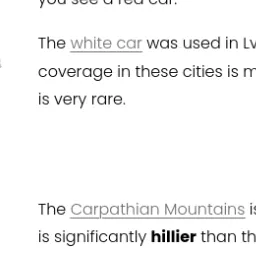 you see a red car.
The white car was used in Lv
coverage in these cities is m
is very rare.
The Carpathian Mountains is
is significantly hillier than th